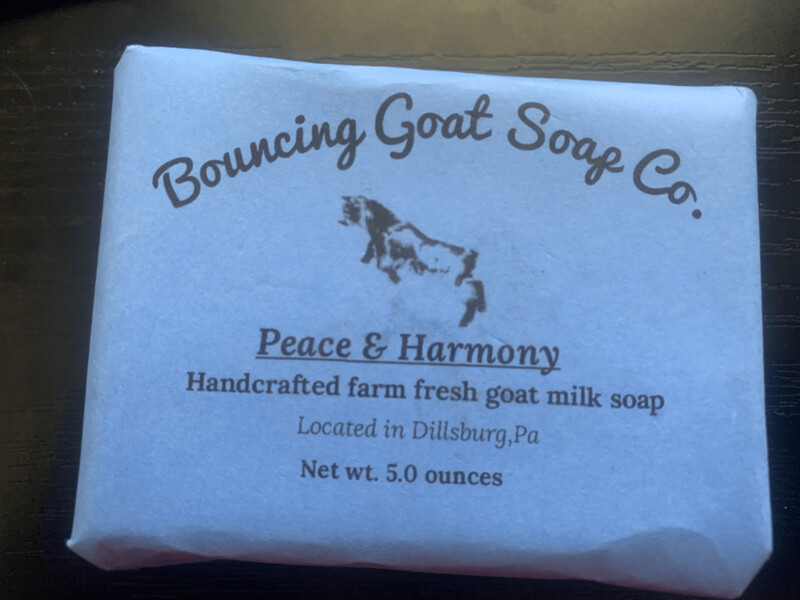 Bouncing Goat Soap Co.
Peace & Harmony
Handcrafted farm fresh goat milk soap
Located in Dillsburg,Pa
Net wt. 5.0 ounces